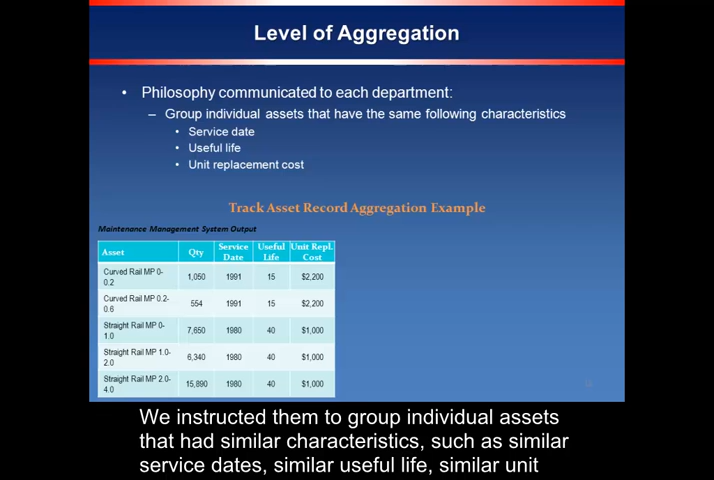 Level of Aggregation
• Philosophy communicated to each department:
– Group individual assets that have the same following characteristics
• Service date
• Useful life
• Unit replacement cost
Track Asset Record Aggregation Example
Maintenance Management System Output
Asset Qty Service Date Useful Life Unit Repl. Cost
Curved Rail MP 0-0.2 1,050 1991 15 $2,200
Curved Rail MP 0.2-0.6 554 1991 15 $2,200
Straight Rail MP 0-1.0 7,650 1980 40 $1,000
Straight Rail MP 1.0-2.0 6,340 1980 40 $1,000
Straight Rail MP 2.0-4.0 15,890 1980 40 $1,000
We instructed them to group individual assets
that had similar characteristics, such as similar
service dates, similar useful life, similar unit